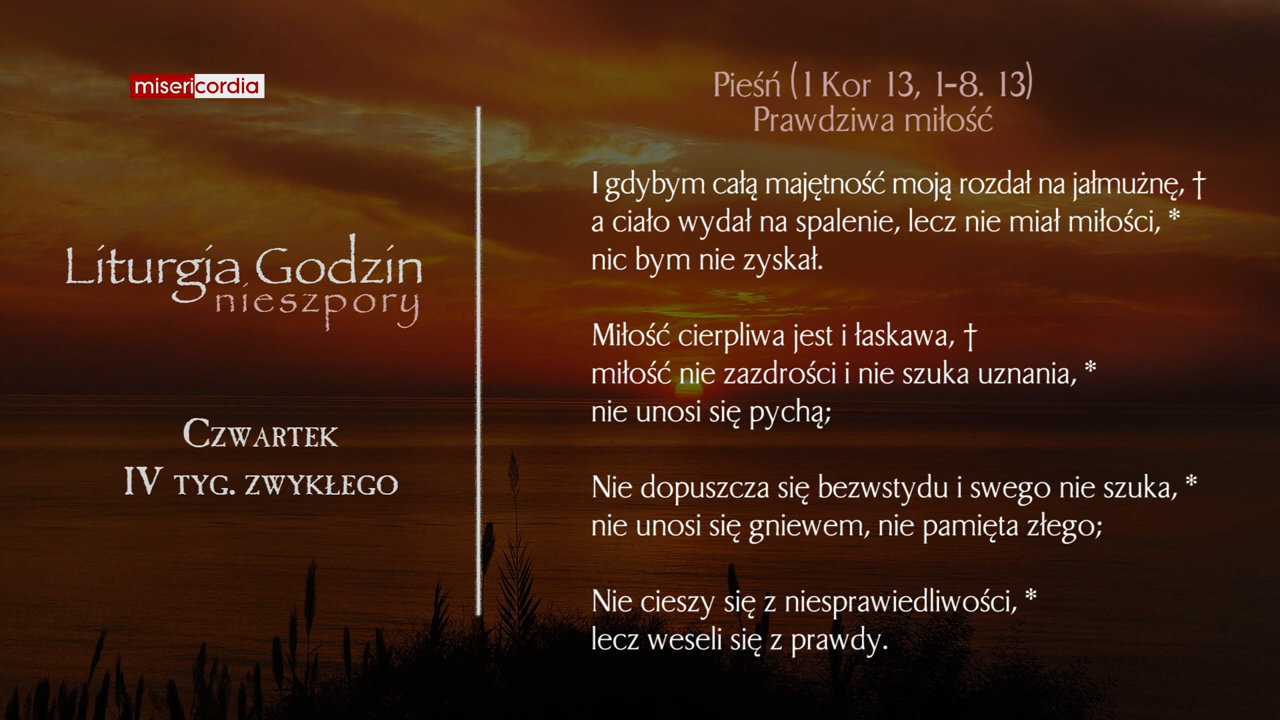 misericordia
Liturgia Godzin
nieszpory
Czwartek
IV tyg. zwykłego
Pieśń (1 Kor 13, 1-8. 13)
Prawdziwa miłość
I gdybym całą majętność moją rozdał na jałmużnę, †
a ciało wydał na spalenie, lecz nie miał miłości, *
nic bym nie zyskał.
Miłość cierpliwa jest i łaskawa, †
miłość nie zazdrości i nie szuka uznania, *
nie unosi się pychą;
Nie dopuszcza się bezwstydu i swego nie szuka, *
nie unosi się gniewem, nie pamięta złego;
Nie cieszy się z niesprawiedliwości, *
lecz weseli się z prawdy.